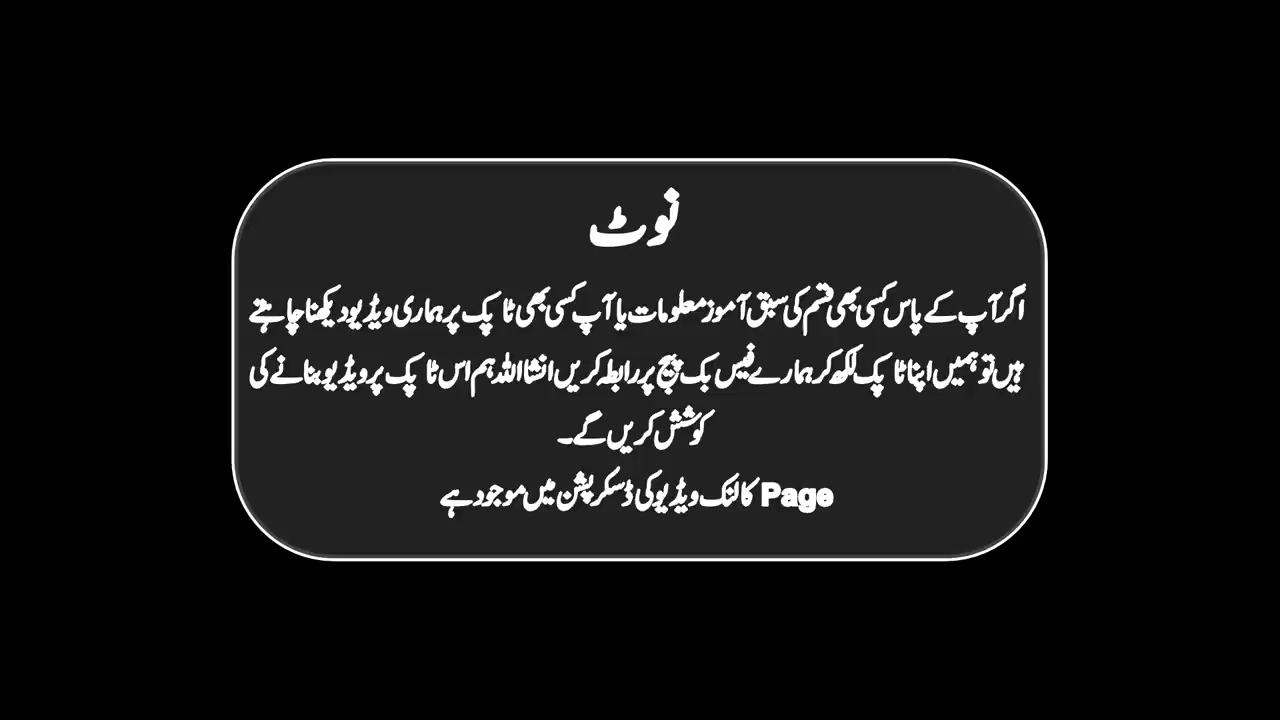 نوٹ
اگر آپ کے پاس کسی بھی قسم کی سبق آموز معلومات یا آپ کسی بھی ٹاپک پر ہماری ویڈیو دیکھنا چاہتے
ہیں تو ہمیں اپنا ٹاپک لکھ کر ہمارے فیس بک پیج پر رابطہ کریں انشااللہ ہم اس ٹاپک پر ویڈیو بنانے کی
کوشش کریں گے۔
Page کا لنک ویڈیو کی ڈسکرپشن میں موجود ہے